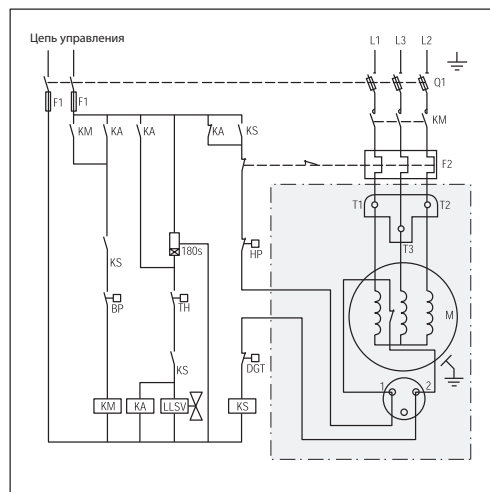 Цепь управления
L1 L3 L2
Q1
F1 F1
KM KA KA KA KS KM
F2
T1 T2
T3
180s HP
KS
BP TH M
KS DGT
1 2
KM KA LLSV KS